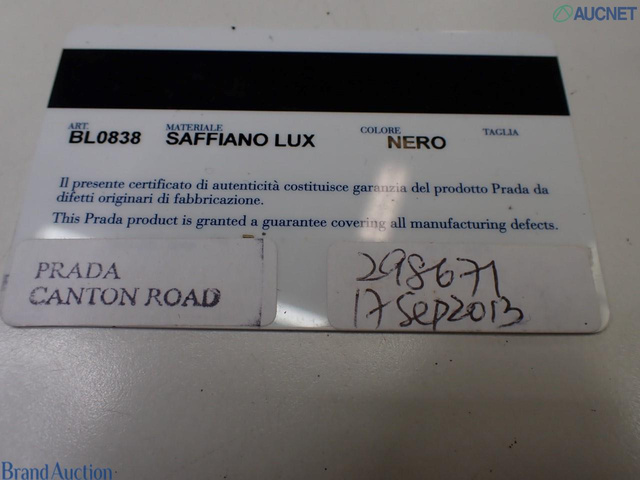 AUCNET
ART. MATERIALE COLORE TAGLIA
BL0838 SAFFIANO LUX NERO
Il presente certificato di autenticità costituisce garanzia del prodotto Prada da
difetti originari di fabbricazione.
This Prada product is granted a guarantee covering all manufacturing defects.
PRADA
CANTON ROAD
298671
17 Sep 2013
Brand Auction